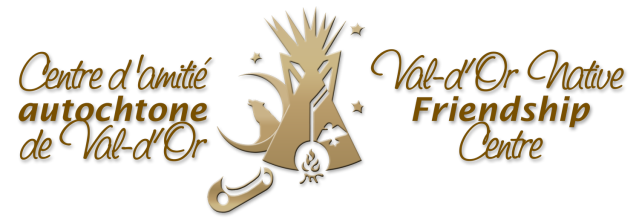 Centre d'amitié
autochtone
de Val-d'Or
Val-d'Or Native
Friendship
Centre